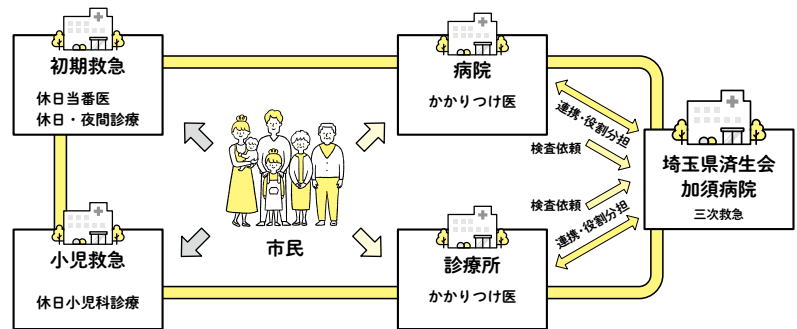 初期救急
休日当番医
休日・夜間診療
病院
かかりつけ医
連携・役割分担
検査依頼
埼玉県済生会
加須病院
三次救急
検査依頼
連携・役割分担
市民
小児救急
休日小児科診療
診療所
かかりつけ医